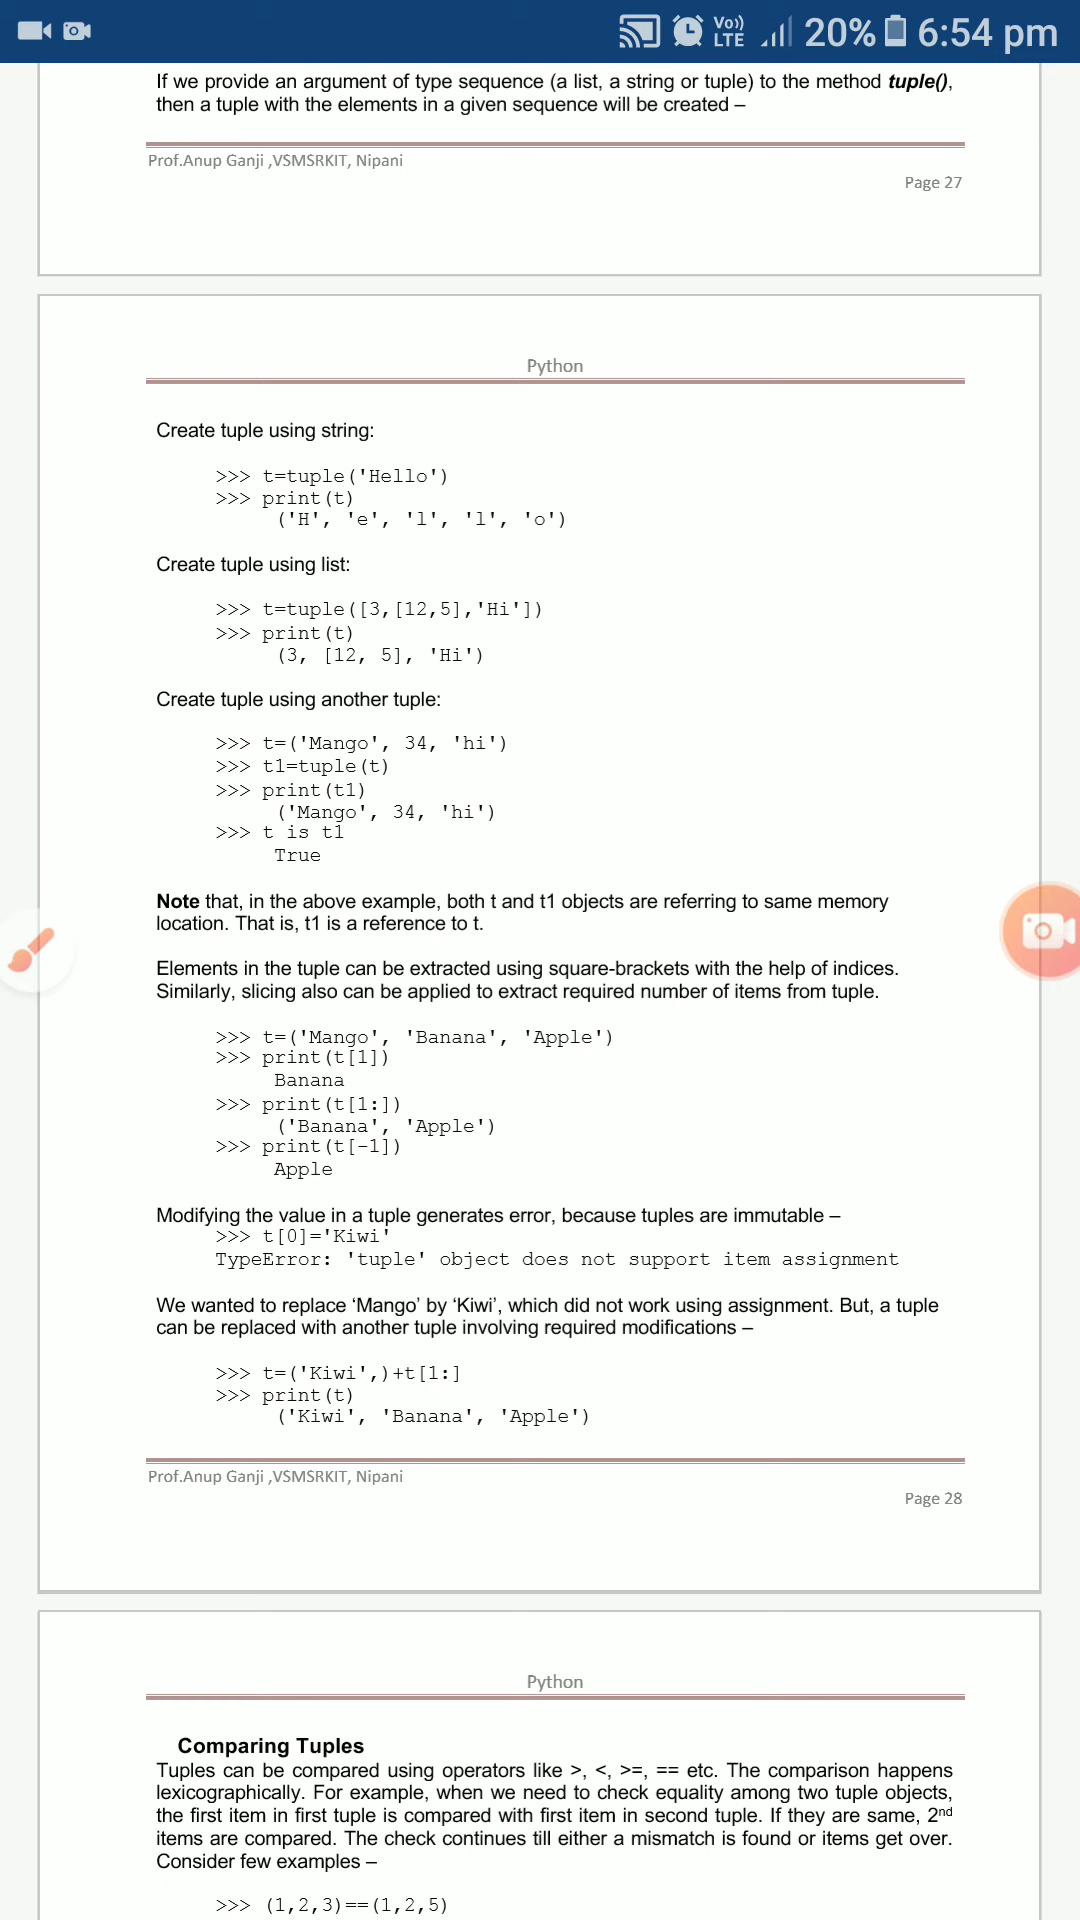 Vo)) LTE 20% 6:54 pm
If we provide an argument of type sequence (a list, a string or tuple) to the method tuple(),
then a tuple with the elements in a given sequence will be created –
Prof.Anup Ganji ,VSMSRKIT, Nipani
Page 27
Python
Create tuple using string:
>>> t=tuple('Hello')
>>> print(t)
('H', 'e', 'l', 'l', 'o')
Create tuple using list:
>>> t=tuple([3,[12,5],'Hi'])
>>> print(t)
(3, [12, 5], 'Hi')
Create tuple using another tuple:
>>> t=('Mango', 34, 'hi')
>>> t1=tuple(t)
>>> print(t1)
('Mango', 34, 'hi')
>>> t is t1
True
Note that, in the above example, both t and t1 objects are referring to same memory
location. That is, t1 is a reference to t.
Elements in the tuple can be extracted using square-brackets with the help of indices.
Similarly, slicing also can be applied to extract required number of items from tuple.
>>> t=('Mango', 'Banana', 'Apple')
>>> print(t[1])
Banana
>>> print(t[1:])
('Banana', 'Apple')
>>> print(t[-1])
Apple
Modifying the value in a tuple generates error, because tuples are immutable –
>>> t[0]='Kiwi'
TypeError: 'tuple' object does not support item assignment
We wanted to replace ‘Mango’ by ‘Kiwi’, which did not work using assignment. But, a tuple
can be replaced with another tuple involving required modifications –
>>> t=('Kiwi',)+t[1:]
>>> print(t)
('Kiwi', 'Banana', 'Apple')
Prof.Anup Ganji ,VSMSRKIT, Nipani
Page 28
Python
Comparing Tuples
Tuples can be compared using operators like >, <, >=, == etc. The comparison happens
lexicographically. For example, when we need to check equality among two tuple objects,
the first item in first tuple is compared with first item in second tuple. If they are same, 2nd
items are compared. The check continues till either a mismatch is found or items get over.
Consider few examples –
>>> (1,2,3)==(1,2,5)